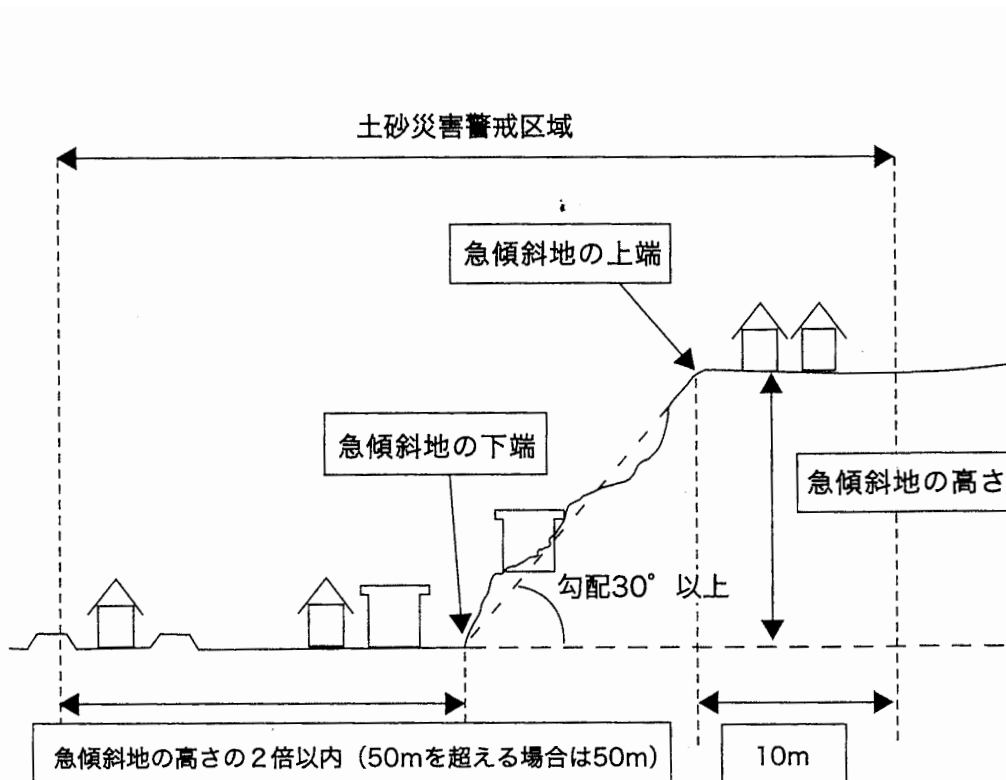 土砂災害警戒区域
急傾斜地の上端
急傾斜地の下端
急傾斜地の高さ
勾配30°以上
急傾斜地の高さの2倍以内(50mを超える場合は50m)
10m